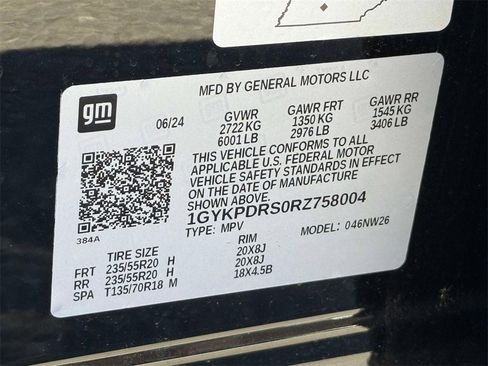 MFD BY GENERAL MOTORS LLC
gm
06/24 GVWR GAWR FRT GAWR RR
2722 KG 1350 KG 1545 KG
6001 LB 2976 LB 3406 LB
THIS VEHICLE CONFORMS TO ALL
APPLICABLE U.S. FEDERAL MOTOR
VEHICLE SAFETY STANDARDS IN EFFECT
ON THE DATE OF MANUFACTURE
SHOWN ABOVE.
1GYKPDRS0RZ758004
384A
TYPE: MPV MODEL: 046NW26
TIRE SIZE RIM
FRT 235/55R20 H 20X8J
RR 235/55R20 H 20X8J
SPA T135/70R18 M 18X4.5B